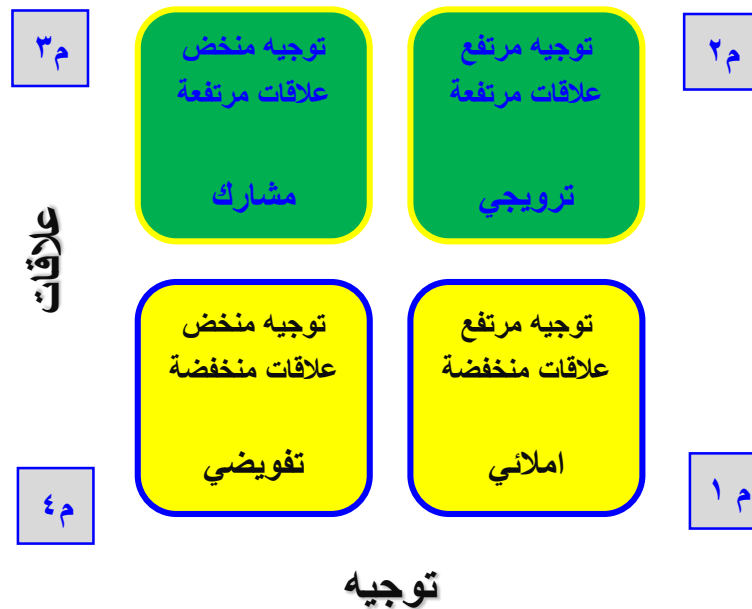 م٢
توجيه مرتفع
علاقات مرتفعة
ترويجي
توجيه منخض
علاقات مرتفعة
مشارك
م٣
علاقات
م ١
توجيه مرتفع
علاقات منخفضة
املائي
توجيه منخض
علاقات منخفضة
تفويضي
م٤
توجيه